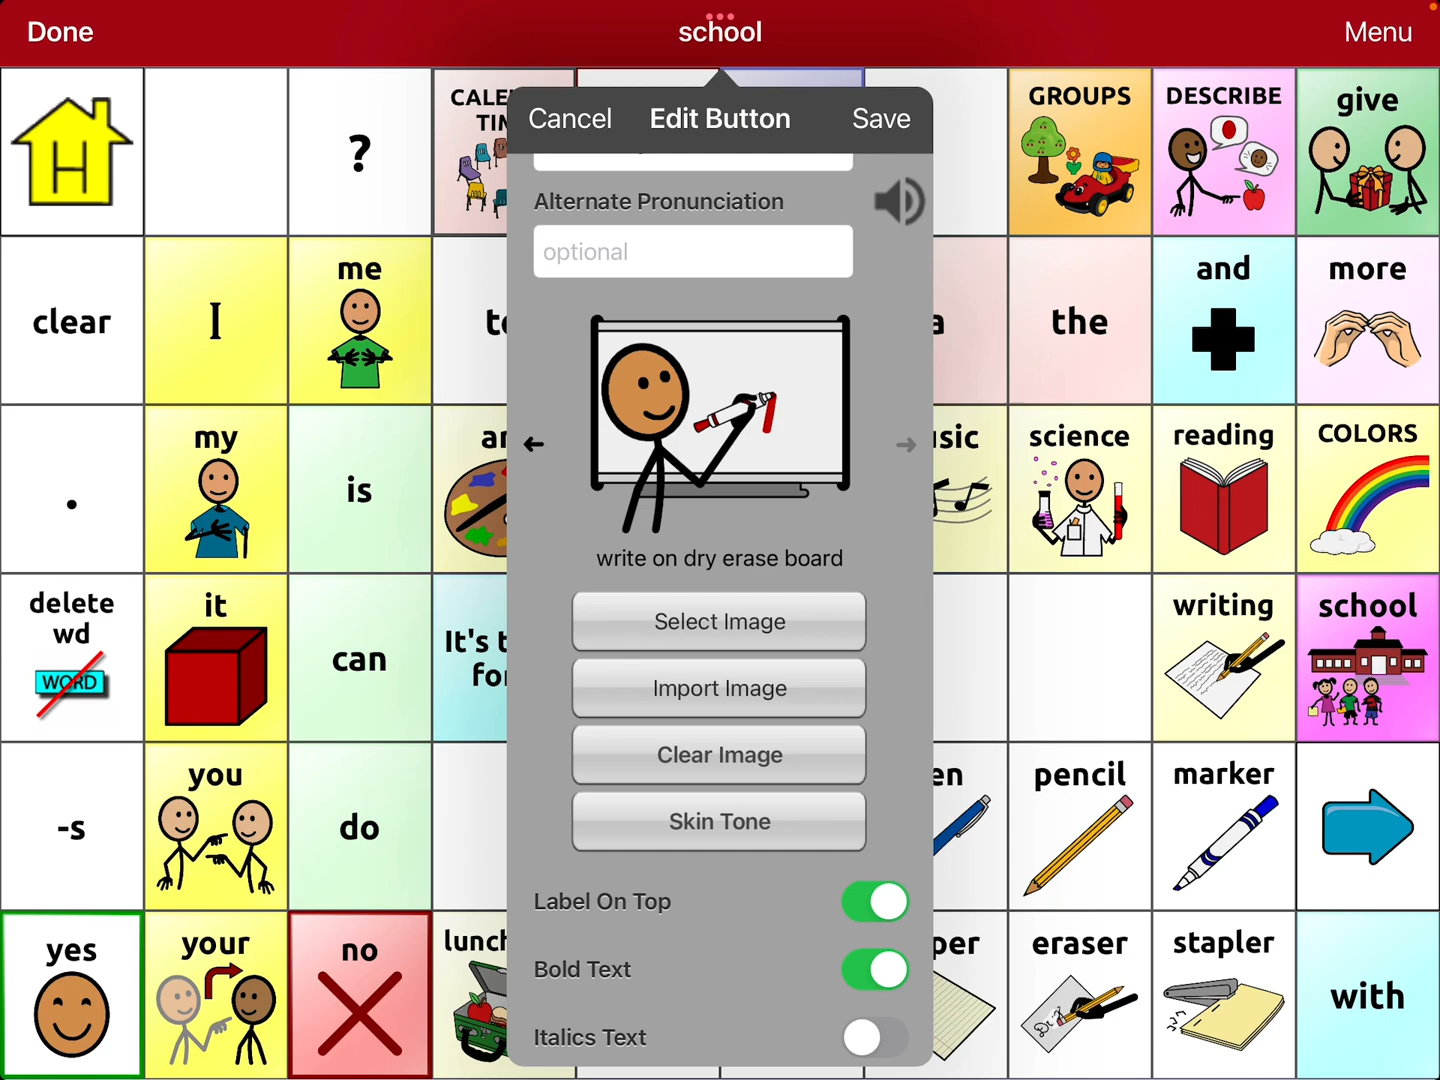 Done
school
Menu
H
?
GROUPS
DESCRIBE
give
Cancel
Edit Button
Save
Alternate Pronunciation
optional
clear
I
me
the
and
more
.
my
is
science
reading
COLORS
write on dry erase board
delete
wd
WORD
it
can
Select Image
Import Image
Clear Image
Skin Tone
writing
school
-s
you
do
pencil
marker
Label On Top
Bold Text
Italics Text
yes
your
no
eraser
stapler
with